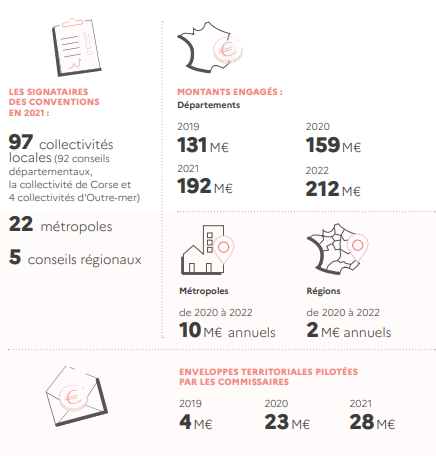 LES SIGNATAIRES
DES CONVENTIONS
EN 2021 :
97 collectivités
locales (92 conseils
départementaux,
la collectivité de Corse et
4 collectivités d'Outre-mer)
22 métropoles
5 conseils régionaux
MONTANTS ENGAGÉS :
Départements
2019
131 M€
2020
159 M€
2021
192 M€
2022
212 M€
Métropoles
de 2020 à 2022
10 M€ annuels
Régions
de 2020 à 2022
2 M€ annuels
ENVELOPPES TERRITORIALES PILOTÉES
PAR LES COMMISSAIRES
2019
4 M€
2020
23 M€
2021
28 M€